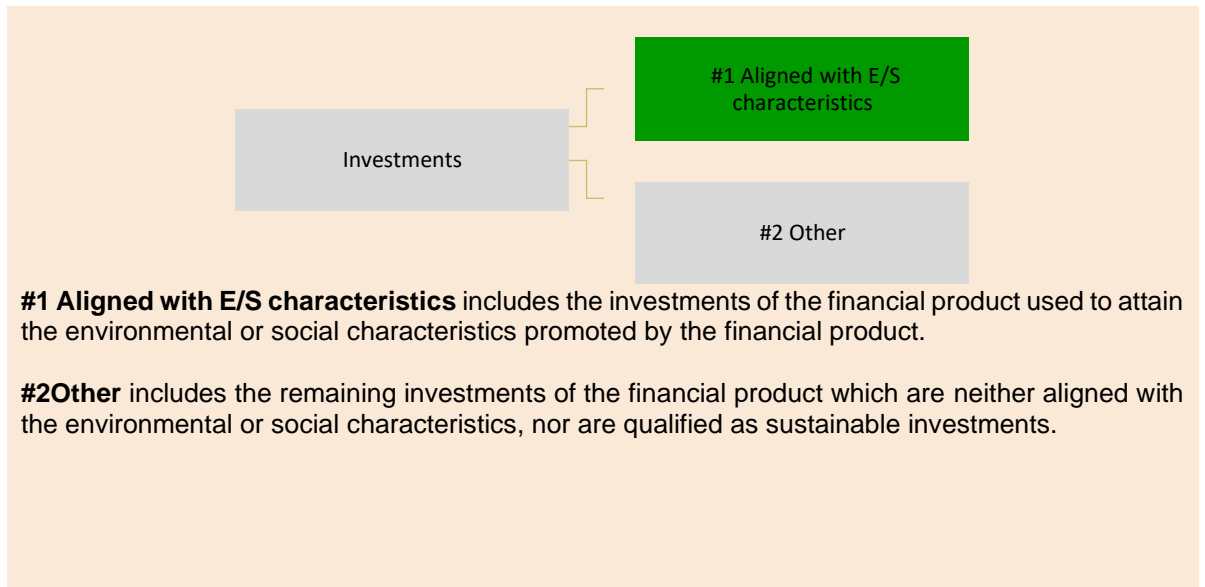 #1 Aligned with E/S
characteristics
Investments
#2 Other
#1 Aligned with E/S characteristics includes the investments of the financial product used to attain
the environmental or social characteristics promoted by the financial product.
#2Other includes the remaining investments of the financial product which are neither aligned with
the environmental or social characteristics, nor are qualified as sustainable investments.